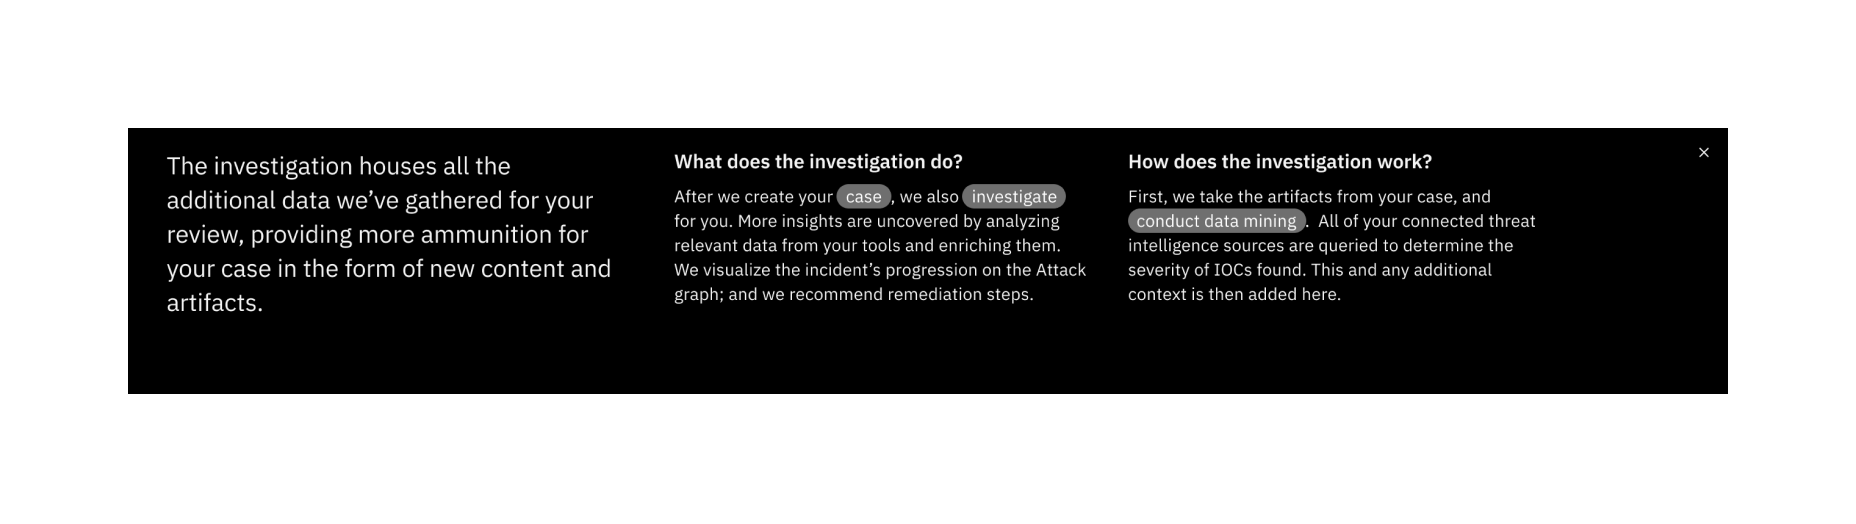 The investigation houses all the
additional data we’ve gathered for your
review, providing more ammunition for
your case in the form of new content and
artifacts.
What does the investigation do?
After we create your case , we also investigate
for you. More insights are uncovered by analyzing
relevant data from your tools and enriching them.
We visualize the incident’s progression on the Attack
graph; and we recommend remediation steps.
How does the investigation work?
First, we take the artifacts from your case, and
conduct data mining . All of your connected threat
intelligence sources are queried to determine the
severity of IOCs found. This and any additional
context is then added here.